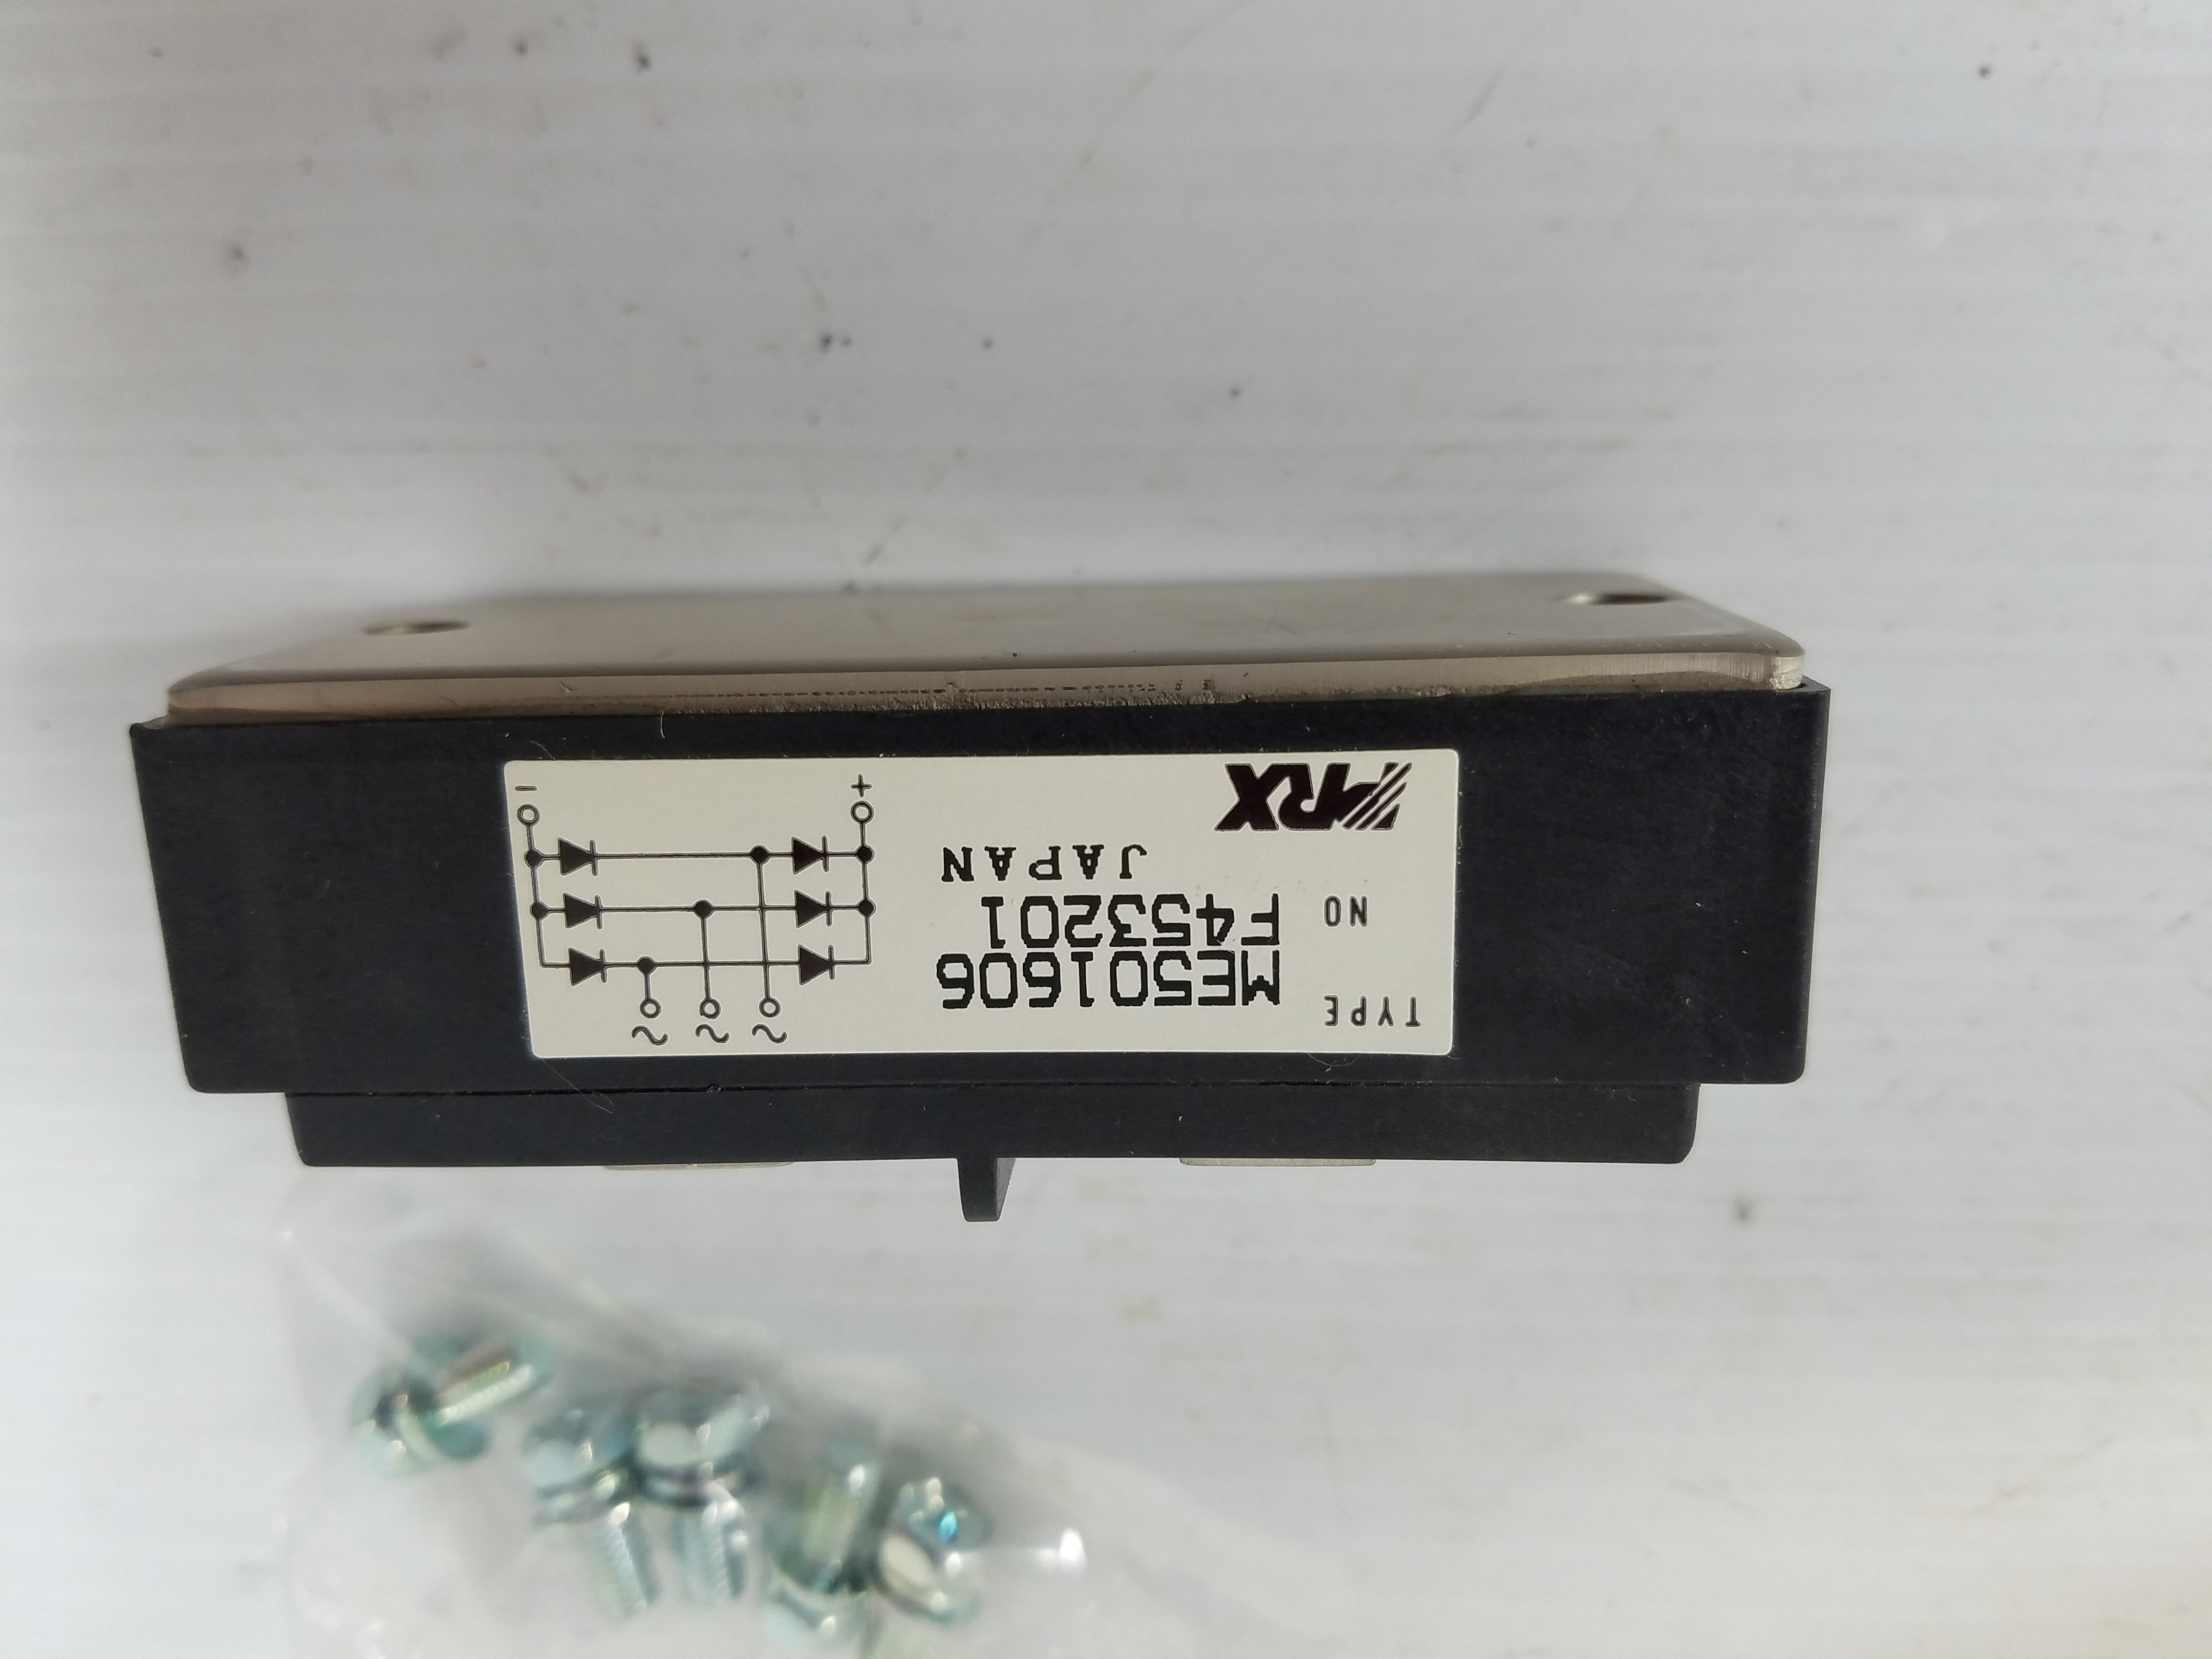 TYPE ME501606
NO F453201
JAPAN
PRX
~ ~ ~
+ -